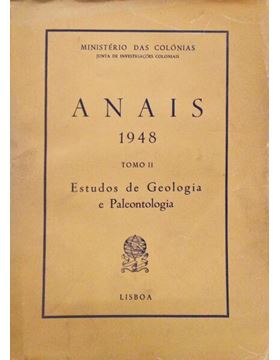 MINISTÉRIO DAS COLÓNIAS
JUNTA DE INVESTIGAÇÕES COLONIAIS
ANAIS
1948
TOMO II
Estudos de Geologia
e Paleontologia
LISBOA